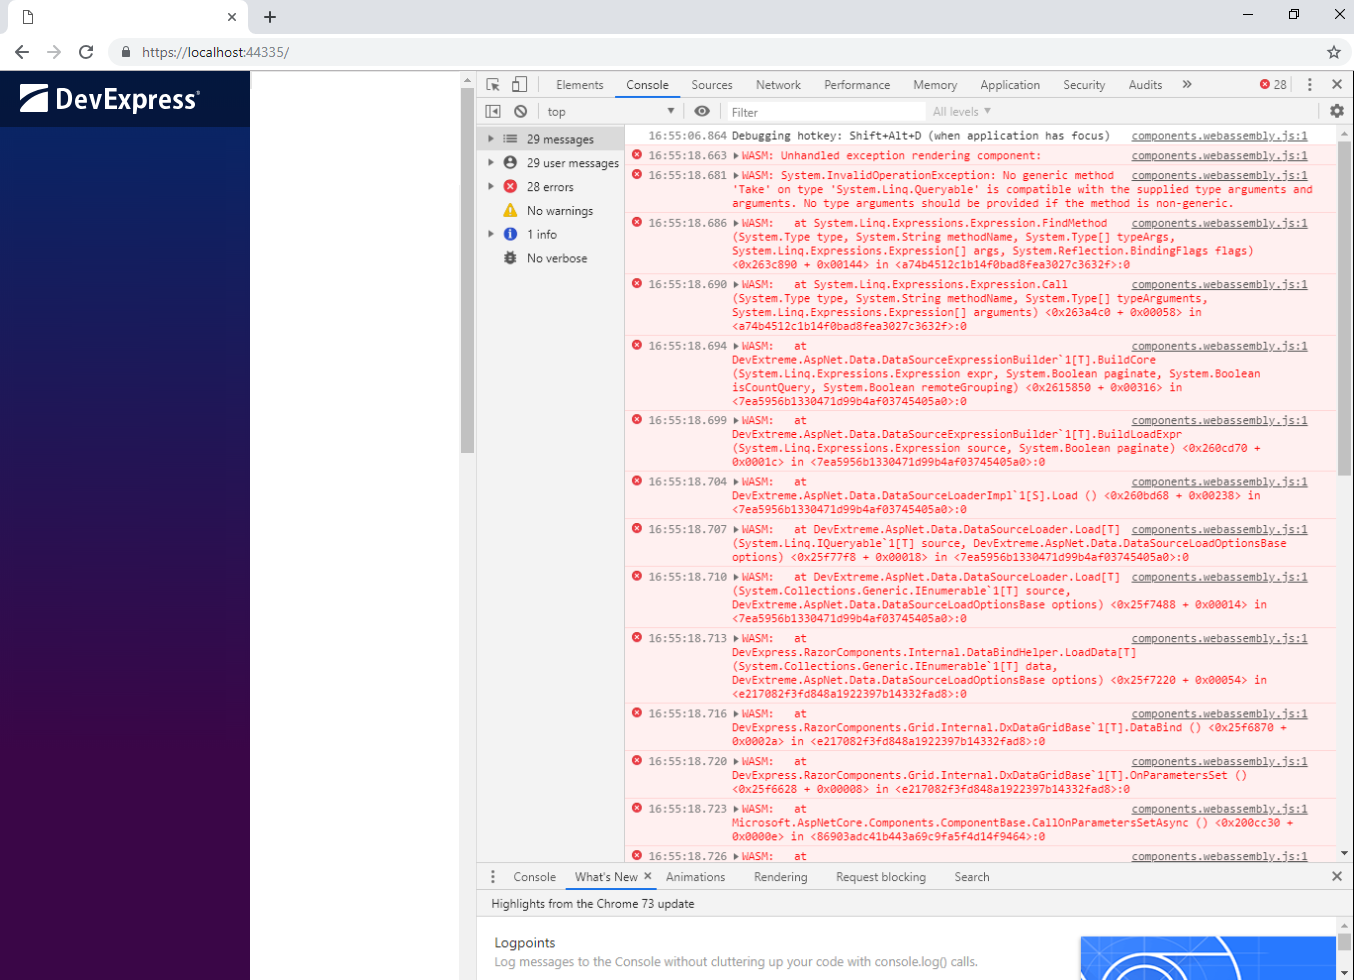 https://localhost:44335/
DevExpress
Elements Console Sources Network Performance Memory Application Security Audits » 28
top Filter All levels
29 messages
29 user messages
28 errors
No warnings
1 info
No verbose
16:55:06.864 Debugging hotkey: Shift+Alt+D (when application has focus) components.webassembly.js:1
16:55:18.663 WASM: Unhandled exception rendering component: components.webassembly.js:1
16:55:18.681 WASM: System.InvalidOperationException: No generic method components.webassembly.js:1
'Take' on type 'System.Linq.Queryable' is compatible with the supplied type arguments and
arguments. No type arguments should be provided if the method is non-generic.
16:55:18.686 WASM: at System.Linq.Expressions.Expression.FindMethod components.webassembly.js:1
(System.Type type, System.String methodName, System.Type[] typeArgs,
System.Linq.Expressions.Expression[] args, System.Reflection.BindingFlags flags)
<0x263c890 + 0x00144> in <a74b4512c1b14f0bad8fea3027c3632f>:0
16:55:18.690 WASM: at System.Linq.Expressions.Expression.Call components.webassembly.js:1
(System.Type type, System.String methodName, System.Type[] typeArguments,
System.Linq.Expressions.Expression[] arguments) <0x263a4c0 + 0x00058> in
<a74b4512c1b14f0bad8fea3027c3632f>:0
16:55:18.694 WASM: at components.webassembly.js:1
DevExtreme.AspNet.Data.DataSourceExpressionBuilder`1[T].BuildCore
(System.Linq.Expressions.Expression expr, System.Boolean paginate, System.Boolean
isCountQuery, System.Boolean remoteGrouping) <0x2615850 + 0x00316> in
<7ea5956b1330471d99b4af03745405a0>:0
16:55:18.699 WASM: at components.webassembly.js:1
DevExtreme.AspNet.Data.DataSourceExpressionBuilder`1[T].BuildLoadExpr
(System.Linq.Expressions.Expression source, System.Boolean paginate) <0x260cd70 +
0x0001c> in <7ea5956b1330471d99b4af03745405a0>:0
16:55:18.704 WASM: at components.webassembly.js:1
DevExtreme.AspNet.Data.DataSourceLoaderImpl`1[S].Load () <0x260bd68 + 0x00238> in
<7ea5956b1330471d99b4af03745405a0>:0
16:55:18.707 WASM: at DevExtreme.AspNet.Data.DataSourceLoader.Load[T] components.webassembly.js:1
(System.Linq.IQueryable`1[T] source, DevExtreme.AspNet.Data.DataSourceLoadOptionsBase
options) <0x25f77f8 + 0x00018> in <7ea5956b1330471d99b4af03745405a0>:0
16:55:18.710 WASM: at DevExtreme.AspNet.Data.DataSourceLoader.Load[T] components.webassembly.js:1
(System.Collections.Generic.IEnumerable`1[T] source,
DevExtreme.AspNet.Data.DataSourceLoadOptionsBase options) <0x25f7488 + 0x00014> in
<7ea5956b1330471d99b4af03745405a0>:0
16:55:18.713 WASM: at components.webassembly.js:1
DevExpress.RazorComponents.Internal.DataBindHelper.LoadData[T]
(System.Collections.Generic.IEnumerable`1[T] data,
DevExtreme.AspNet.Data.DataSourceLoadOptionsBase options) <0x25f7220 + 0x00054> in
<e217082f3fd848a1922397b14332fad8>:0
16:55:18.716 WASM: at components.webassembly.js:1
DevExpress.RazorComponents.Grid.Internal.DxDataGridBase`1[T].DataBind () <0x25f6870 +
0x0002a> in <e217082f3fd848a1922397b14332fad8>:0
16:55:18.720 WASM: at components.webassembly.js:1
DevExpress.RazorComponents.Grid.Internal.DxDataGridBase`1[T].OnParametersSet ()
<0x25f6628 + 0x00008> in <e217082f3fd848a1922397b14332fad8>:0
16:55:18.723 WASM: at components.webassembly.js:1
Microsoft.AspNetCore.Components.ComponentBase.CallOnParametersSetAsync () <0x200cc30 +
0x0000e> in <86903adc41b443a69c9fa5f4d14f9464>:0
16:55:18.726 WASM: at components.webassembly.js:1
Console What's New Animations Rendering Request blocking Search
Highlights from the Chrome 73 update
Logpoints
Log messages to the Console without cluttering up your code with console.log() calls.